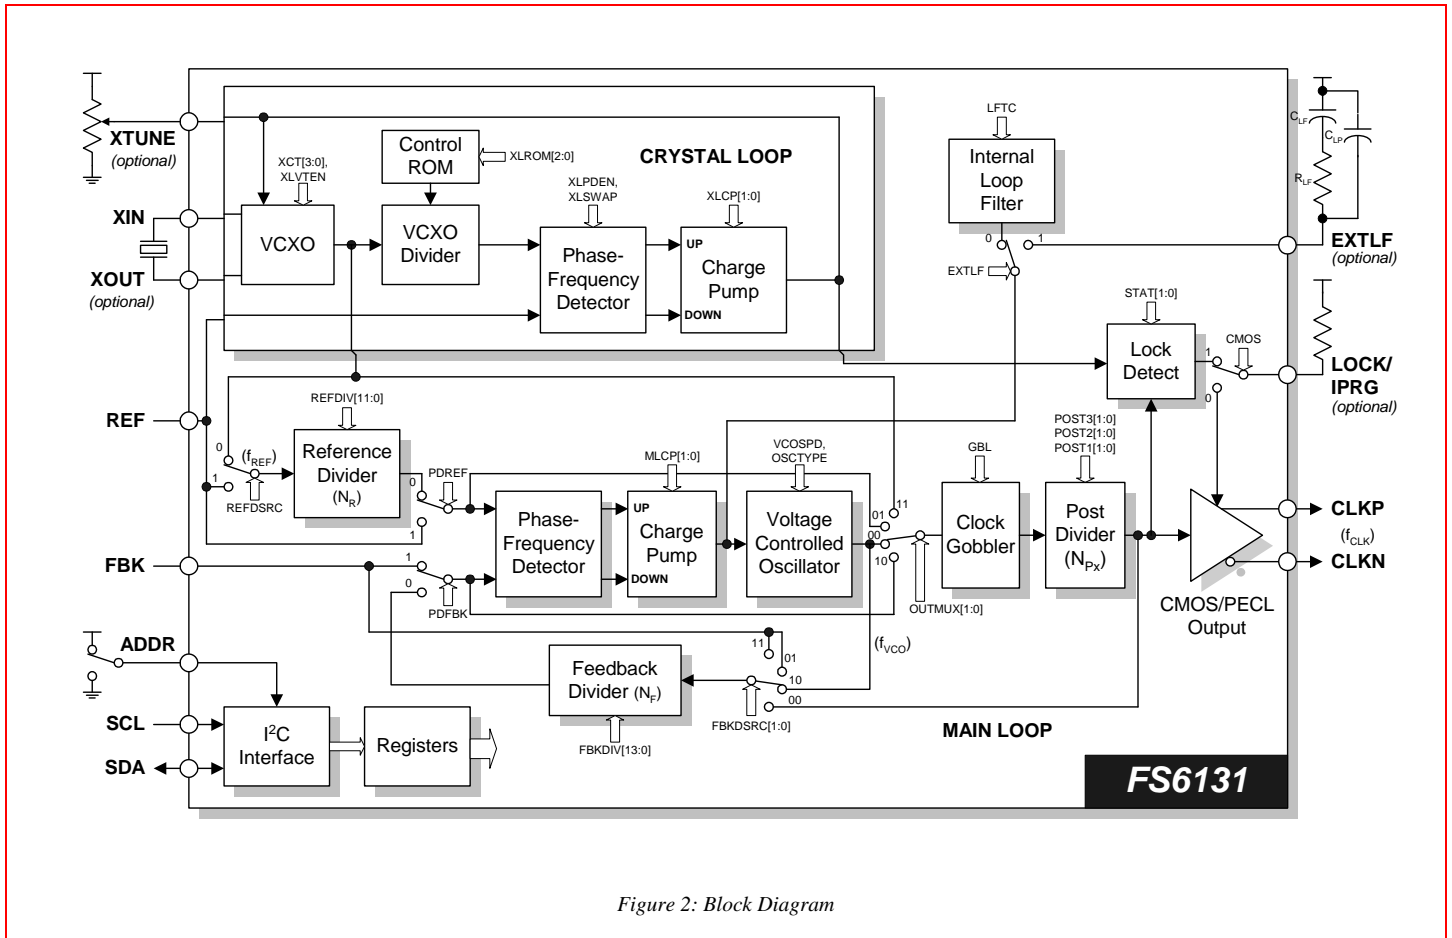 LFTC
Internal
Loop
Filter
0
1
EXTLF
C_LF
C_LP
R_LF
EXTLF
(optional)
XTUNE
(optional)
XIN
XOUT
(optional)
CRYSTAL LOOP
Control
ROM
XLROM[2:0]
XCT[3:0],
XLVTEN
VCXO
VCXO
Divider
XLPDEN,
XLSWAP
Phase-
Frequency
Detector
XLCP[1:0]
UP
Charge
Pump
DOWN
STAT[1:0]
Lock
Detect
CMOS
1
0
LOCK/
IPRG
(optional)
REF
REFDIV[11:0]
0
(f_REF)
1
REFDSRC
Reference
Divider
(N_R)
PDREF
0
1
FBK
1
0
PDFBK
Phase-
Frequency
Detector
MLCP[1:0]
UP
Charge
Pump
DOWN
VCOSPD,
OSCTYPE
Voltage
Controlled
Oscillator
11
01
00
10
OUTMUX[1:0]
GBL
Clock
Gobbler
POST3[1:0]
POST2[1:0]
POST1[1:0]
Post
Divider
(N_Px)
CLKP
(f_CLK)
CLKN
CMOS/PECL
Output
ADDR
SCL
SDA
I²C
Interface
Registers
Feedback
Divider (N_F)
FBKDIV[13:0]
11
01
10
00
(f_VCO)
FBKDSRC[1:0]
MAIN LOOP
FS6131
Figure 2: Block Diagram